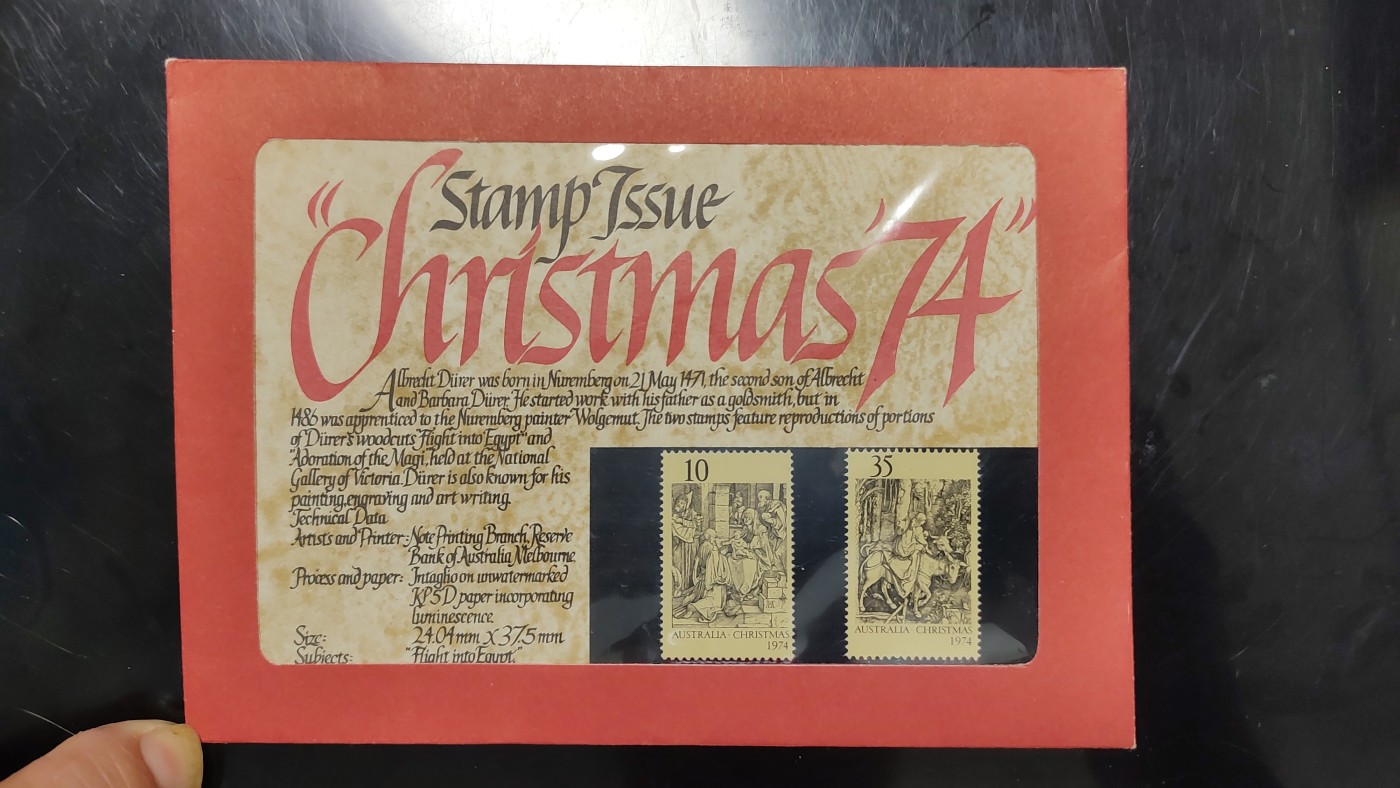 Stamp Issue
"Christmas '74"
Albrecht Dürer was born in Nuremberg on 21 May 1471, the second son of Albrecht
and Barbara Dürer. He started work with his father as a goldsmith, but in
1486 was apprenticed to the Nuremberg painter Wolgemut. The two stamps feature reproductions of portions
of Dürer's woodcuts "Flight into Egypt" and
"Adoration of the Magi", held at the National
Gallery of Victoria. Dürer is also known for his
painting, engraving and art writing.
Technical Data
Artists and Printer: Note Printing Branch, Reserve
Bank of Australia, Melbourne.
Process and paper: Intaglio on unwatermarked
KP5D paper incorporating
luminescence.
Size: 24.04 mm x 37.5 mm
Subjects: "Flight into Egypt."
10
AUSTRALIA · CHRISTMAS
1974
35
AUSTRALIA · CHRISTMAS
1974